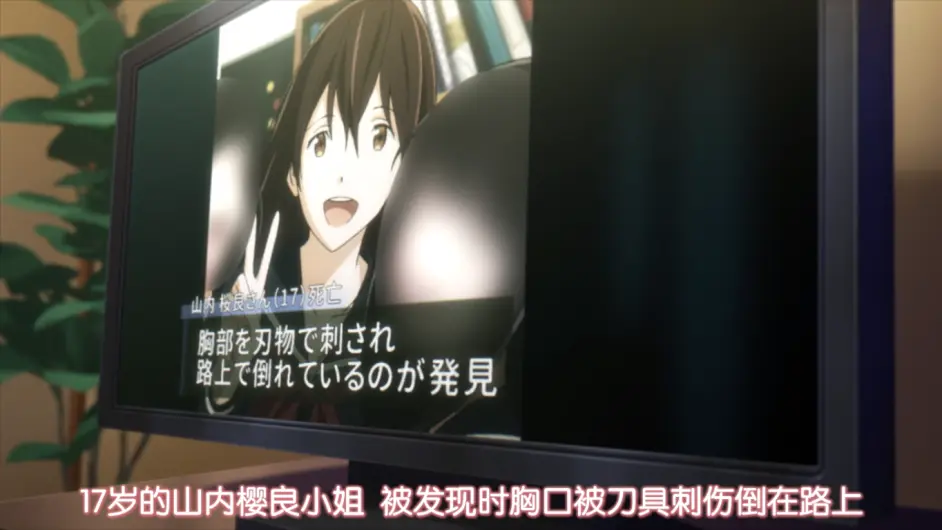 山内 桜良さん(17)死亡
胸部を刃物で刺され
路上で倒れているのが発見
17岁的山内樱良小姐 被发现时胸口被刀具刺伤倒在路上